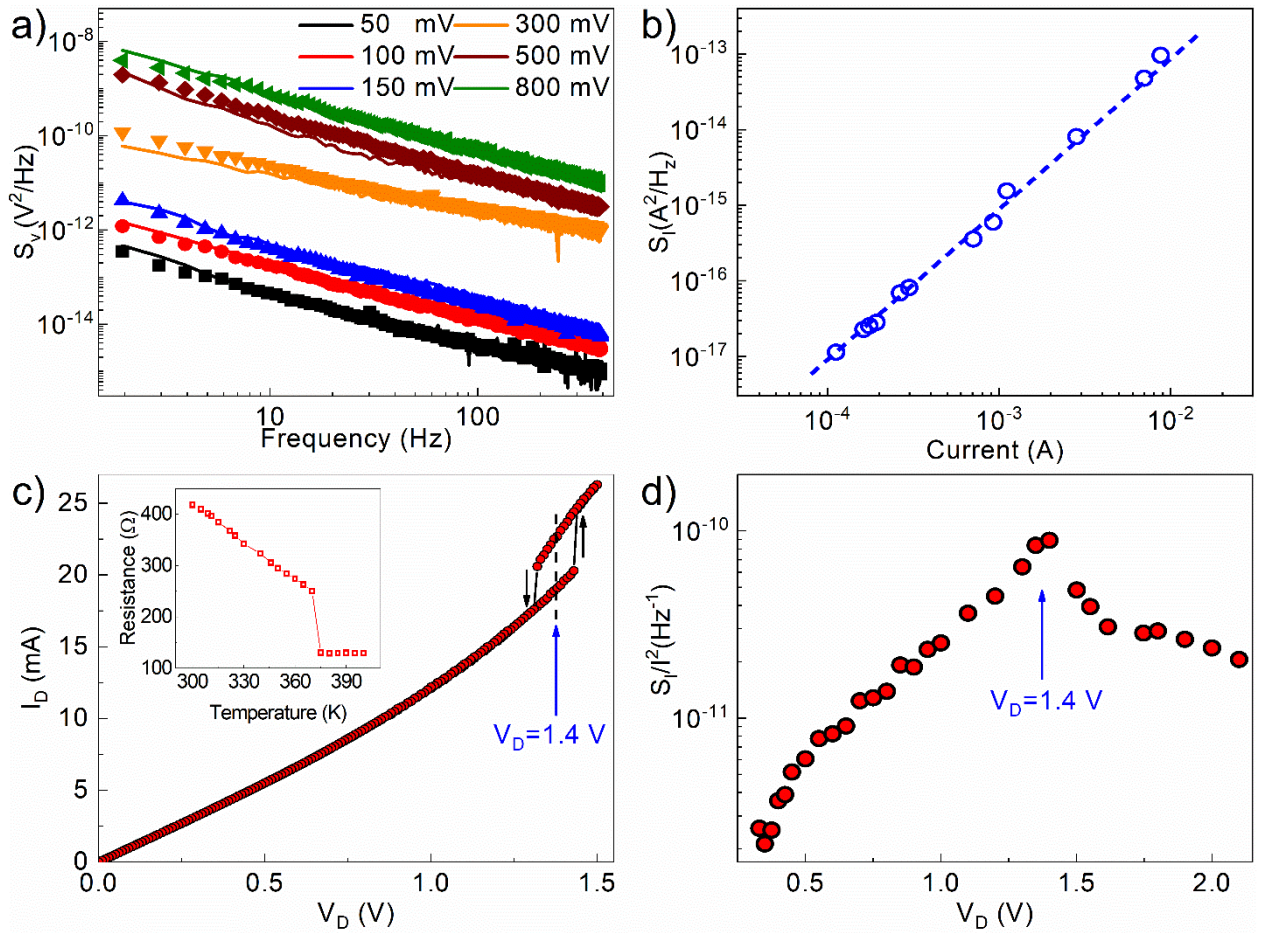 a)
50 mV
300 mV
100 mV
500 mV
150 mV
800 mV
10⁻⁸
10⁻¹⁰
10⁻¹²
10⁻¹⁴
Sᵥ(V²/Hz)
10
100
Frequency (Hz)
b)
10⁻¹³
10⁻¹⁴
10⁻¹⁵
10⁻¹⁶
10⁻¹⁷
S_I(A²/H_z)
10⁻⁴
10⁻³
10⁻²
Current (A)
c)
25
20
15
10
5
0
I_D (mA)
400
300
200
100
Resistance (Ω)
300
330
360
390
Temperature (K)
V_D=1.4 V
0.0
0.5
1.0
1.5
V_D (V)
d)
10⁻¹⁰
10⁻¹¹
S_I/I²(Hz⁻¹)
V_D=1.4 V
0.5
1.0
1.5
2.0
V_D (V)